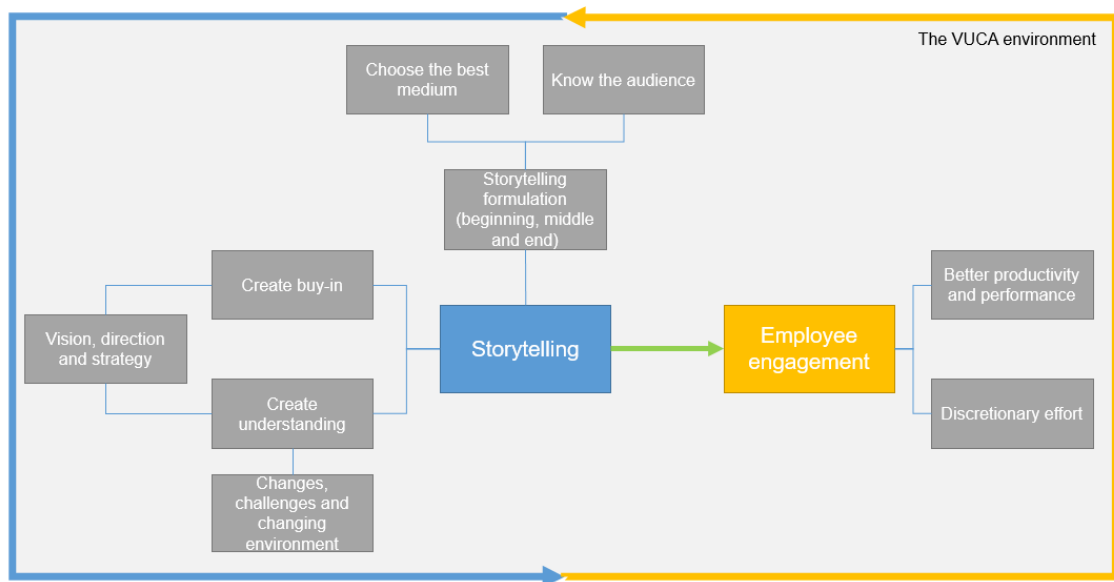 The VUCA environment
Choose the best
medium
Know the audience
Storytelling
formulation
(beginning, middle
and end)
Create buy-in
Vision, direction
and strategy
Create
understanding
Changes,
challenges and
changing
environment
Storytelling
Employee
engagement
Better productivity
and performance
Discretionary effort